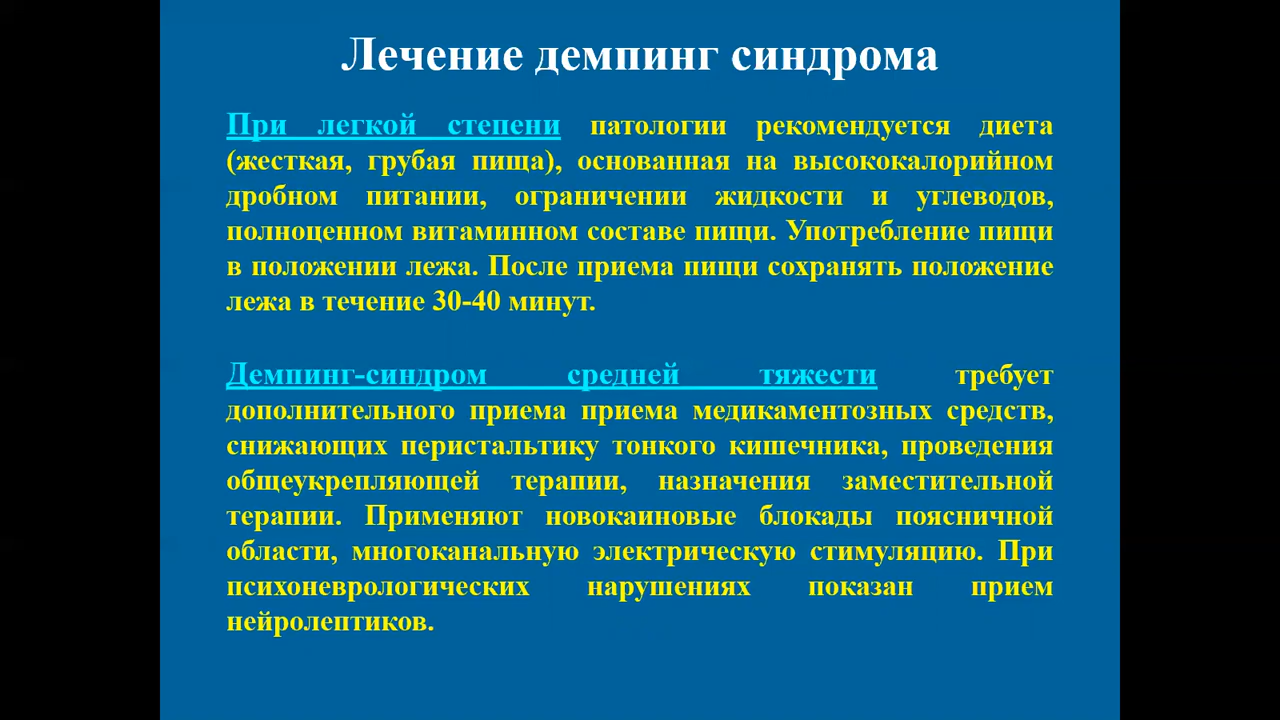 Лечение демпинг синдрома
При легкой степени патологии рекомендуется диета
(жесткая, грубая пища), основанная на высококалорийном
дробном питании, ограничении жидкости и углеводов,
полноценном витаминном составе пищи. Употребление пищи
в положении лежа. После приема пищи сохранять положение
лежа в течение 30-40 минут.
Демпинг-синдром средней тяжести требует
дополнительного приема приема медикаментозных средств,
снижающих перистальтику тонкого кишечника, проведения
общеукрепляющей терапии, назначения заместительной
терапии. Применяют новокаиновые блокады поясничной
области, многоканальную электрическую стимуляцию. При
психоневрологических нарушениях показан прием
нейролептиков.